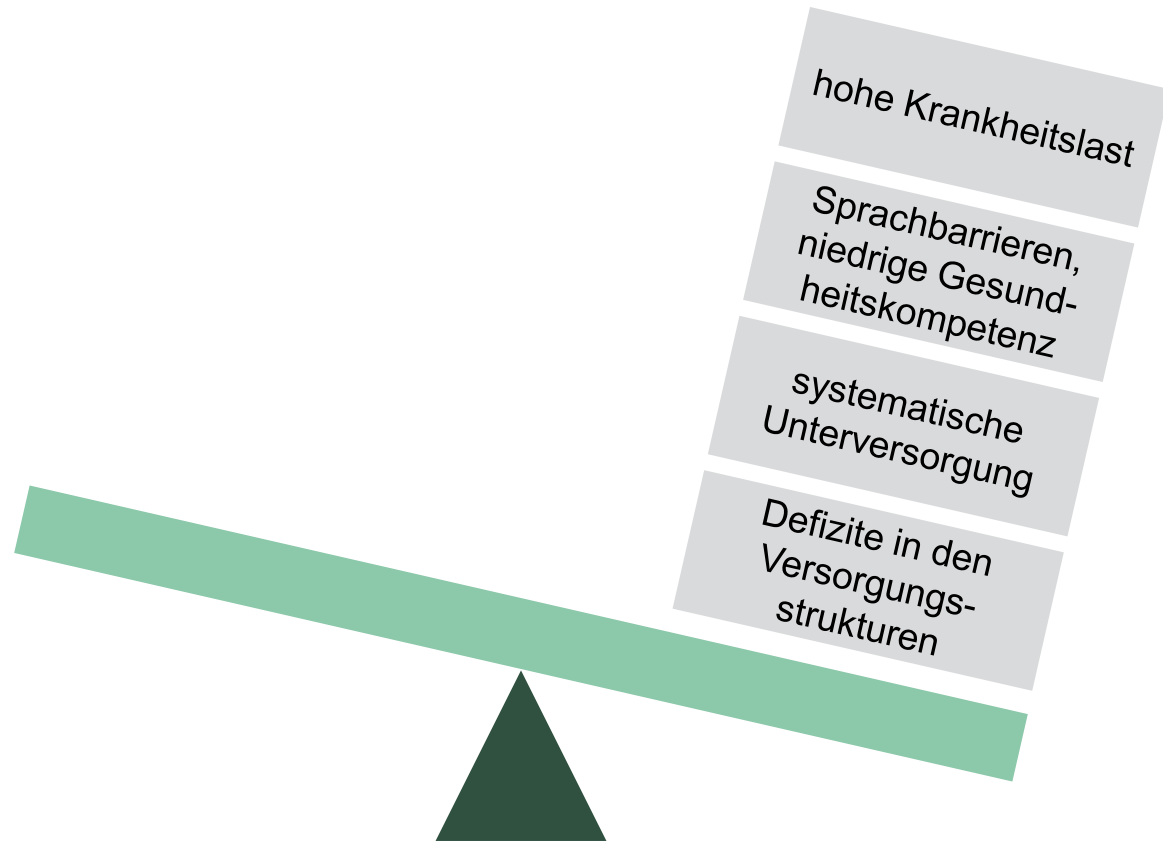 hohe Krankheitslast
Sprachbarrieren,
niedrige Gesund-
heitskompetenz
systematische
Unterversorgung
Defizite in den
Versorgungs-
strukturen